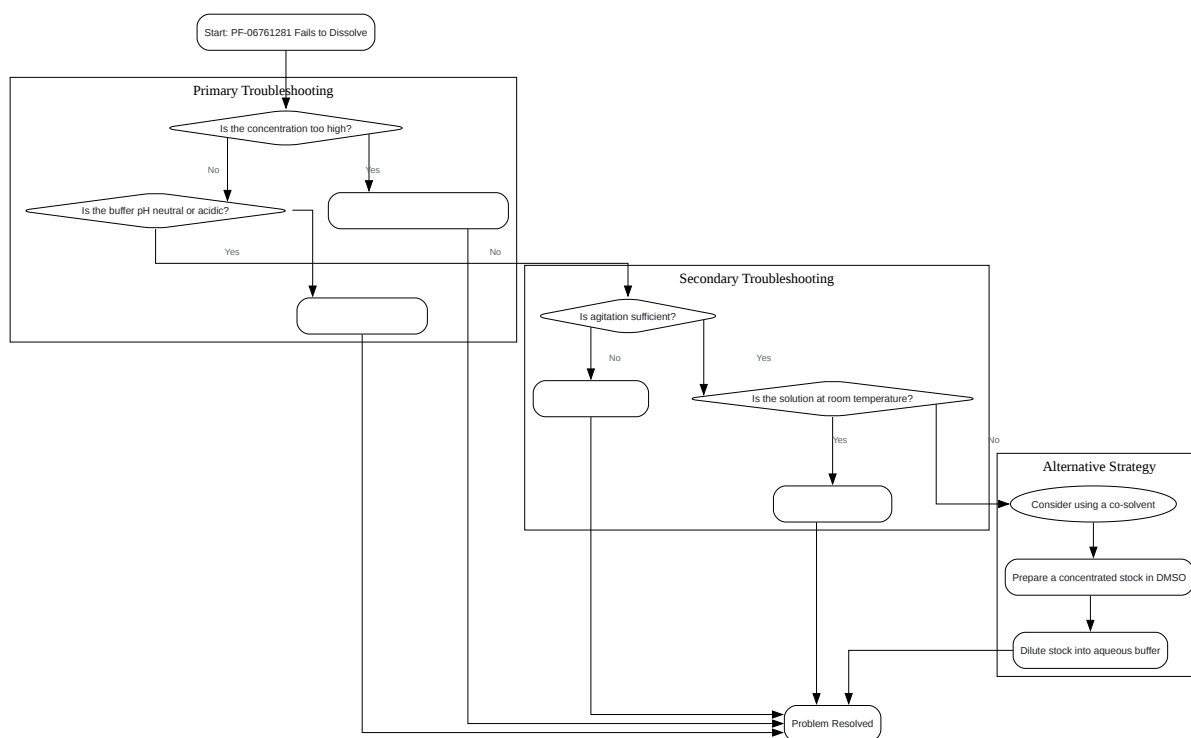 Start: PF-06761281 Fails to Dissolve
Primary Troubleshooting
Is the concentration too high?
No
Yes
Is the buffer pH neutral or acidic?
Yes
No
Secondary Troubleshooting
Is agitation sufficient?
No
Yes
Is the solution at room temperature?
Yes
No
Alternative Strategy
Consider using a co-solvent
Prepare a concentrated stock in DMSO
Dilute stock into aqueous buffer
Problem Resolved